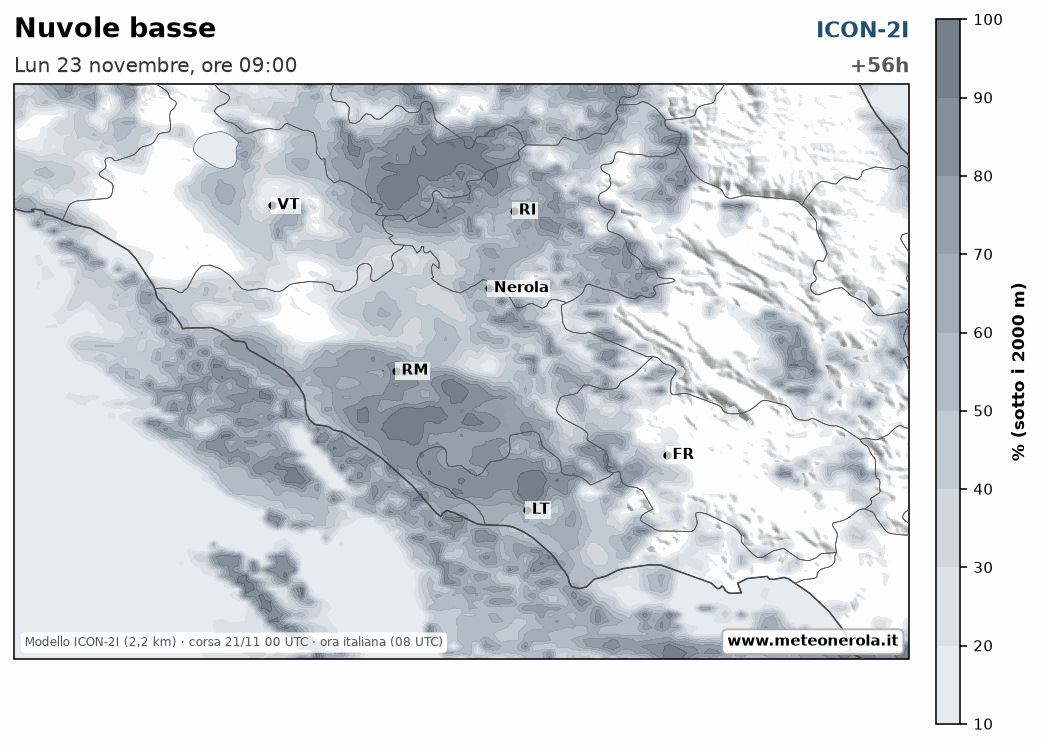 Nuvole basse
ICON-2I
Lun 23 novembre, ore 09:00
+56h
VT
RI
Nerola
RM
FR
LT
Modello ICON-2I (2,2 km) · corsa 21/11 00 UTC · ora italiana (08 UTC)
www.meteonerola.it
100
90
80
70
60
50
40
30
20
10
% (sotto i 2000 m)